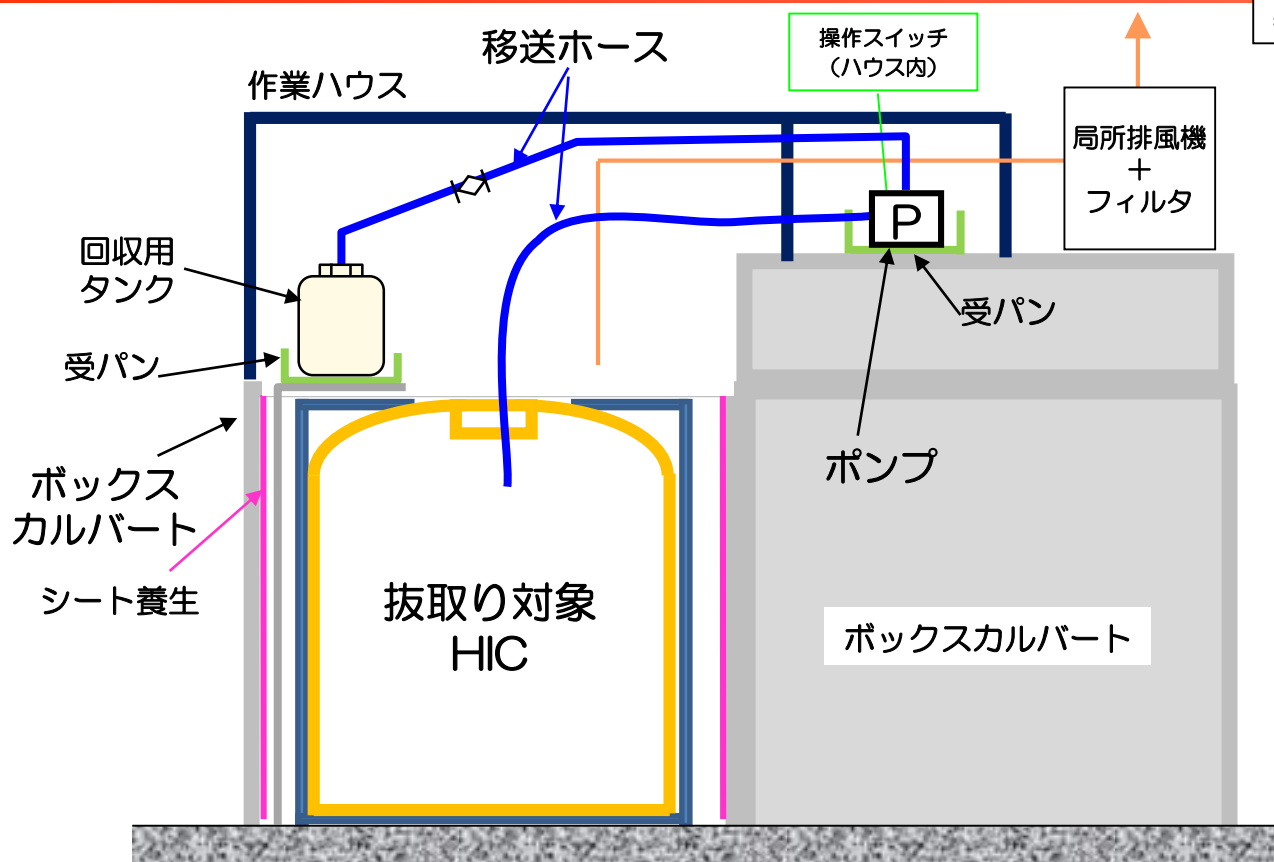 移送ホース
操作スイッチ
（ハウス内）
作業ハウス
局所排風機
＋
フィルタ
P
回収用
タンク
受パン
受パン
ポンプ
ボックス
カルバート
シート養生
抜取り対象
HIC
ボックスカルバート